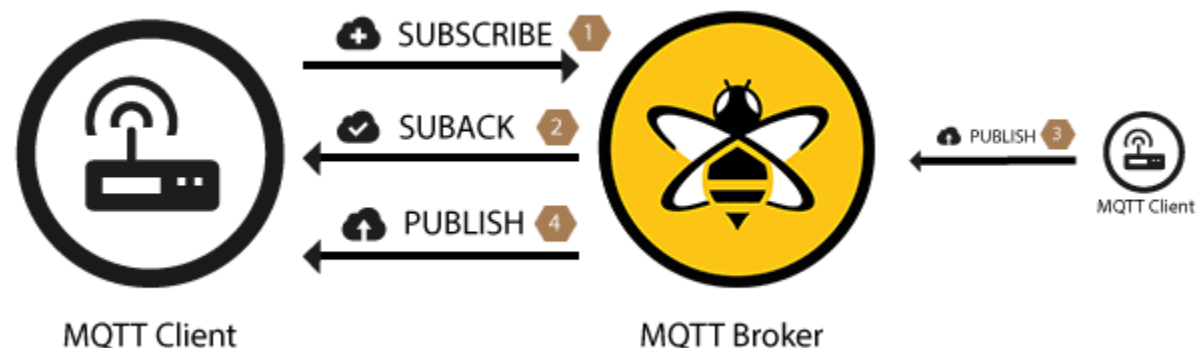 SUBSCRIBE 1
SUBACK 2
PUBLISH 3
PUBLISH 4
MQTT Client
MQTT Client
MQTT Broker